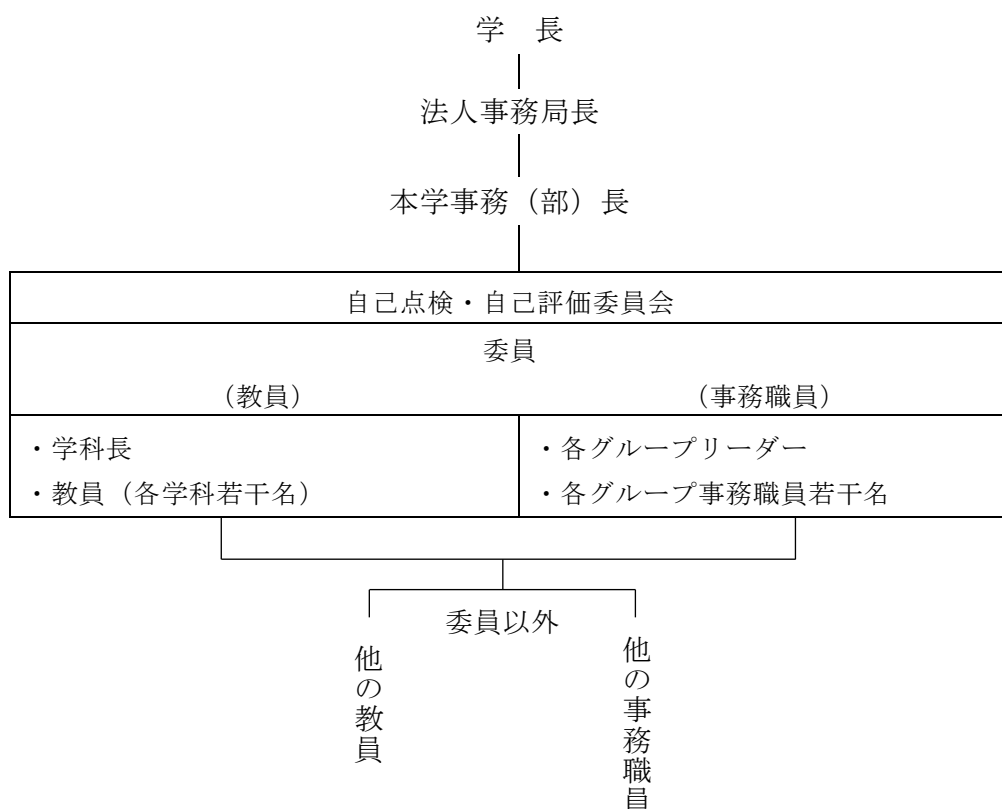 学　長
法人事務局長
本学事務（部）長
自己点検・自己評価委員会
委員
（教員）
（事務職員）
・学科長
・教員（各学科若干名）
・各グループリーダー
・各グループ事務職員若干名
委員以外
他の教員
他の事務職員